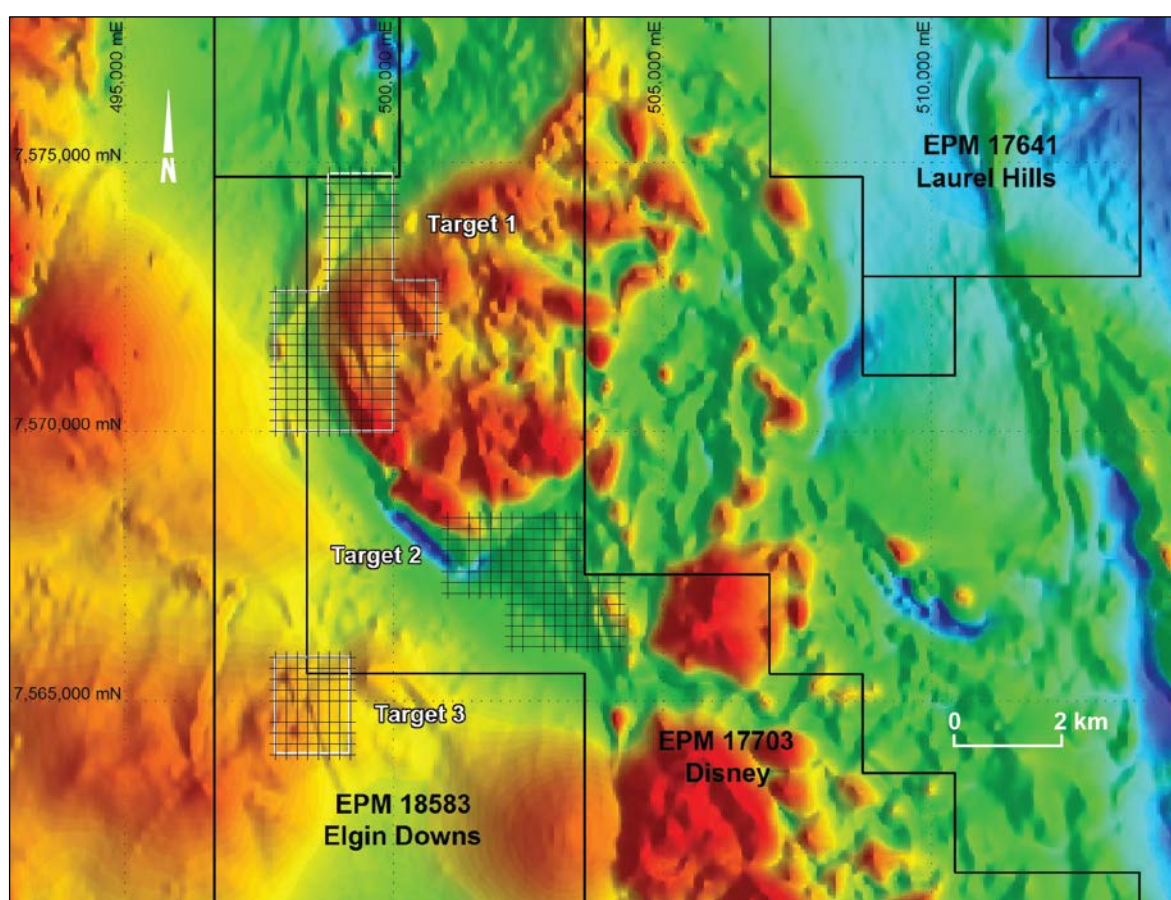 495,000 mE
500,000 mE
505,000 mE
510,000 mE
7,575,000 mN
N
EPM 17641
Laurel Hills
Target 1
7,570,000 mN
Target 2
7,565,000 mN
Target 3
0 2 km
EPM 17703
Disney
EPM 18583
Elgin Downs